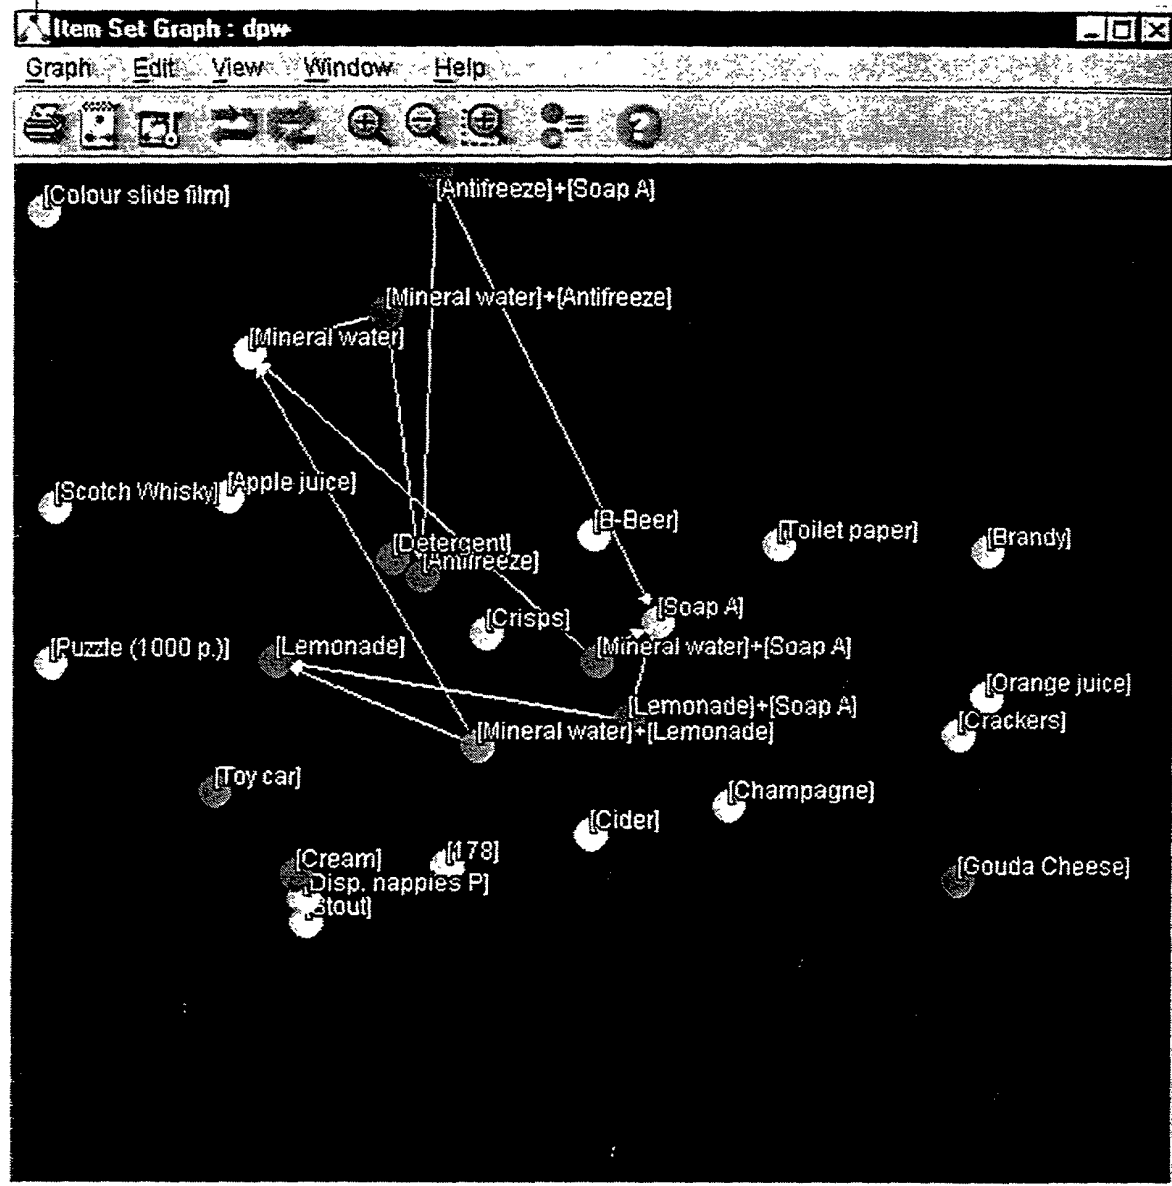 Item Set Graph : dpw
Graph Edit View Window Help
[Antifreeze]+[Soap A]
[Colour slide film]
[Mineral water]+[Antifreeze]
[Mineral water]
[Scotch Whisky]
[Apple juice]
[B-Beer]
[Toilet paper]
[Brandy]
[Detergent]
[Antifreeze]
[Soap A]
[Crisps]
[Puzzle (1000 p.)]
[Lemonade]
[Mineral water]+[Soap A]
[Orange juice]
[Lemonade]+[Soap A]
[Crackers]
[Mineral water]+[Lemonade]
[Toy car]
[Champagne]
[Cider]
[178]
[Cream]
[Gouda Cheese]
[Disp. nappies P]
[Stout]